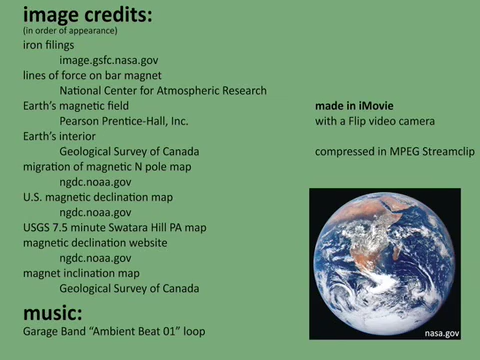 image credits:
(in order of appearance)
iron filings
image.gsfc.nasa.gov
lines of force on bar magnet
National Center for Atmospheric Research
Earth's magnetic field
Pearson Prentice-Hall, Inc.
Earth's interior
Geological Survey of Canada
migration of magnetic N pole map
ngdc.noaa.gov
U.S. magnetic declination map
ngdc.noaa.gov
USGS 7.5 minute Swatara Hill PA map
magnetic declination website
ngdc.noaa.gov
magnet inclination map
Geological Survey of Canada
music:
Garage Band "Ambient Beat 01" loop
made in iMovie
with a Flip video camera
compressed in MPEG Streamclip
nasa.gov